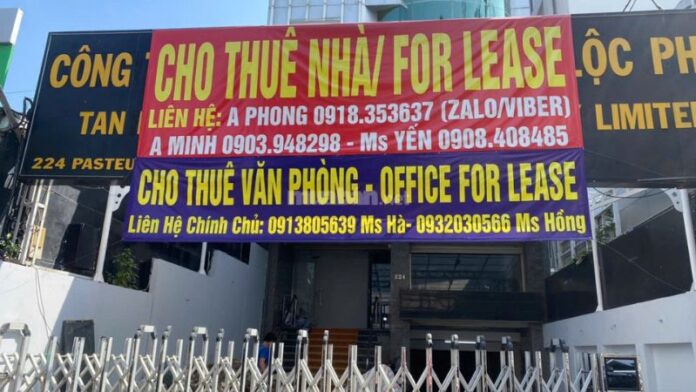 CÔNG
TAN
224 PASTEU
CHO THUÊ NHÀ/ FOR LEASE
LIÊN HỆ: A PHONG 0918.353637 (ZALO/VIBER)
A MINH 0903.948298 - Ms YẾN 0908.408485
LỘC PH
LIMITE
CHO THUÊ VĂN PHÒNG - OFFICE FOR LEASE
Liên Hệ Chính Chủ: 0913805639 Ms Hà- 0932030566 Ms Hồng
224